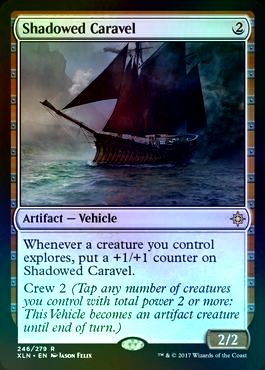 Shadowed Caravel 2
Artifact — Vehicle
Whenever a creature you control
explores, put a +1/+1 counter on
Shadowed Caravel.
Crew 2 (Tap any number of creatures
you control with total power 2 or more:
This Vehicle becomes an artifact creature
until end of turn.)
2/2
246/279 R
XLN • EN JASON FELIX
™ & © 2017 Wizards of the Coast